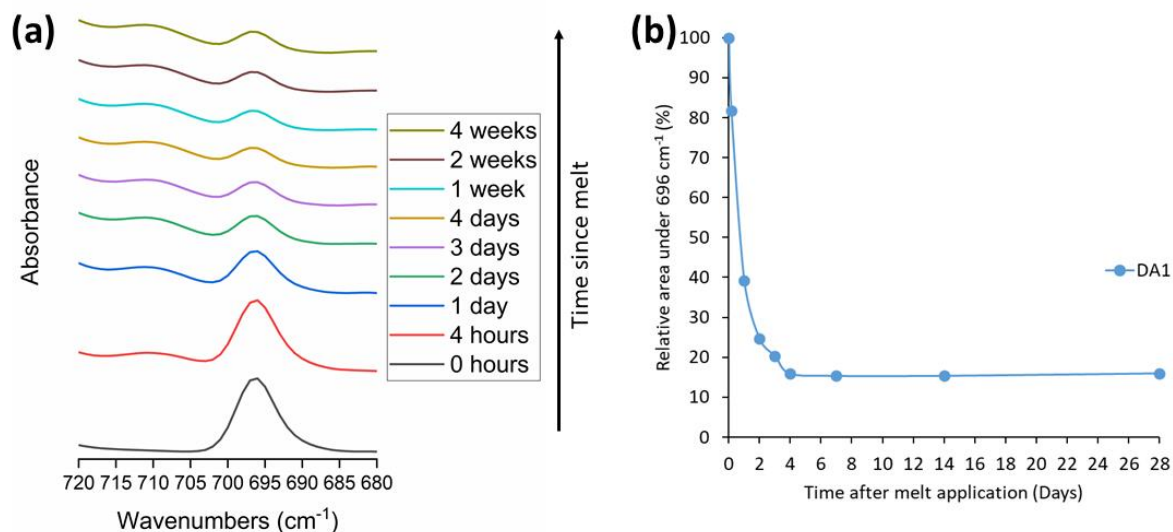 (a)
Absorbance
4 weeks
2 weeks
1 week
4 days
3 days
2 days
1 day
4 hours
0 hours
Time since melt
720 715 710 705 700 695 690 685 680
Wavenumbers (cm⁻¹)
(b)
Relative area under 696 cm⁻¹ (%)
100
90
80
70
60
50
40
30
20
10
0
0 2 4 6 8 10 12 14 16 18 20 22 24 26 28
Time after melt application (Days)
DA1